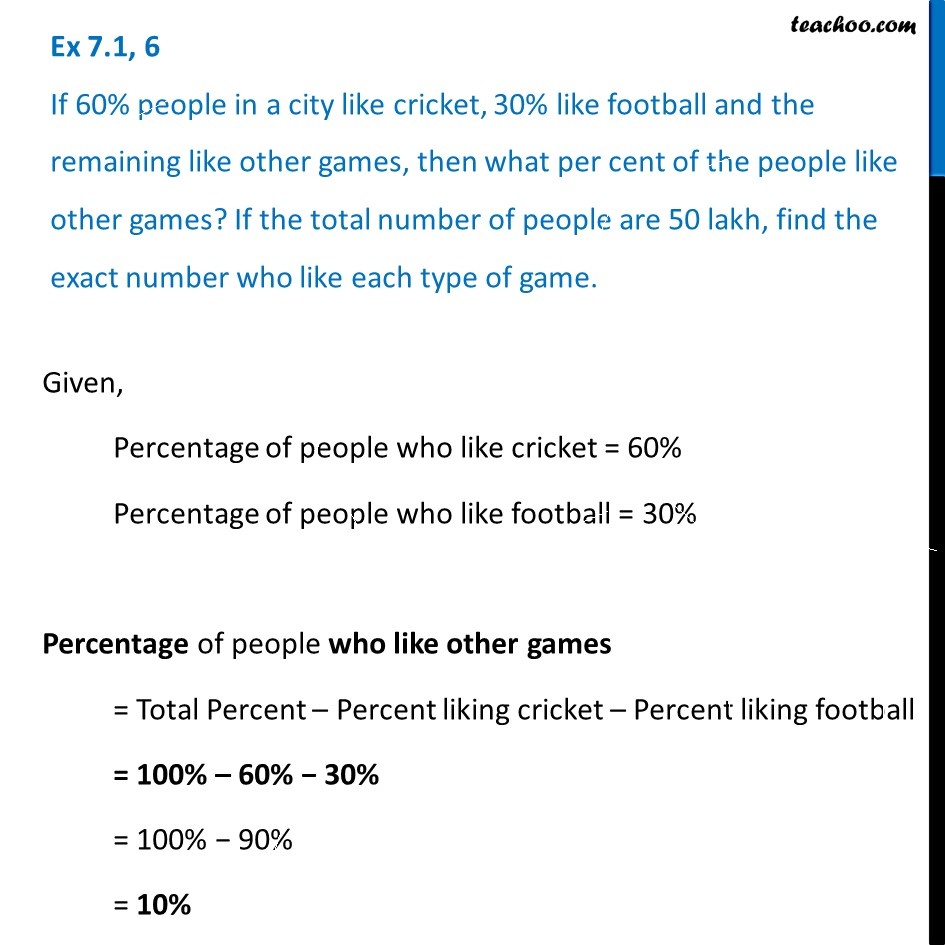 teachoo.com
Ex 7.1, 6
If 60% people in a city like cricket, 30% like football and the
remaining like other games, then what per cent of the people like
other games? If the total number of people are 50 lakh, find the
exact number who like each type of game.
Given,
Percentage of people who like cricket = 60%
Percentage of people who like football = 30%
Percentage of people who like other games
= Total Percent – Percent liking cricket – Percent liking football
= 100% – 60% − 30%
= 100% − 90%
= 10%